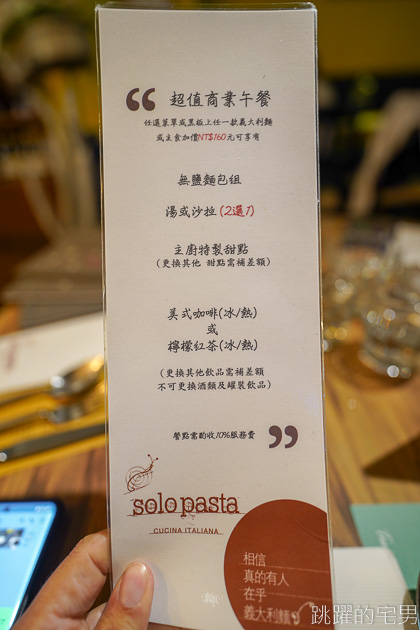 超值商業午餐
任選菜單或黑板上任一款義大利麵
或主食加價NT$160元可享有
無鹽麵包組
湯或沙拉(2選1)
主廚特製甜點
(更換其他 甜點需補差額)
美式咖啡(冰/熱)
或
檸檬紅茶(冰/熱)
(更換其他飲品需補差額
不可更換酒類及罐裝飲品)
餐點需酌收10%服務費
solo pasta
CUCINA ITALIANA
相信
真的有人
在乎
義大利麵
跳躍的宅男